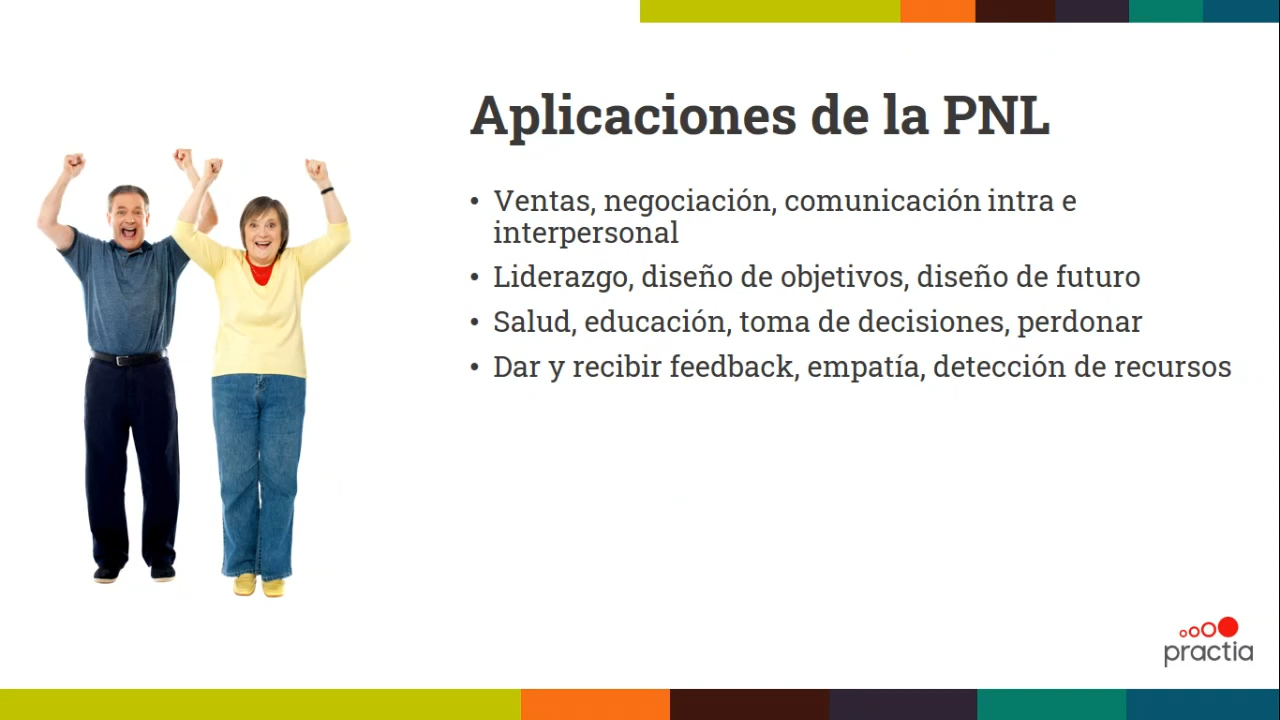 Aplicaciones de la PNL
• Ventas, negociación, comunicación intra e
interpersonal
• Liderazgo, diseño de objetivos, diseño de futuro
• Salud, educación, toma de decisiones, perdonar
• Dar y recibir feedback, empatía, detección de recursos
practia